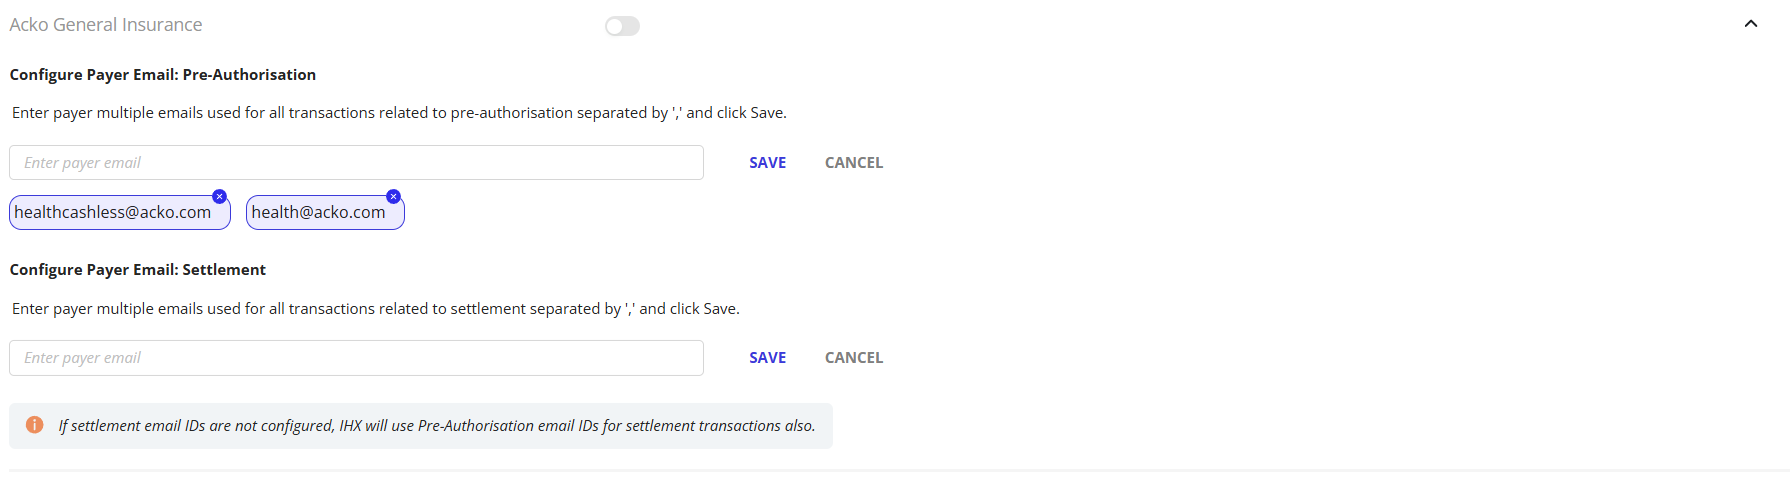 Acko General Insurance
Configure Payer Email: Pre-Authorisation
Enter payer multiple emails used for all transactions related to pre-authorisation separated by ',' and click Save.
Enter payer email SAVE CANCEL
healthcashless@acko.com health@acko.com
Configure Payer Email: Settlement
Enter payer multiple emails used for all transactions related to settlement separated by ',' and click Save.
Enter payer email SAVE CANCEL
If settlement email IDs are not configured, IHX will use Pre-Authorisation email IDs for settlement transactions also.